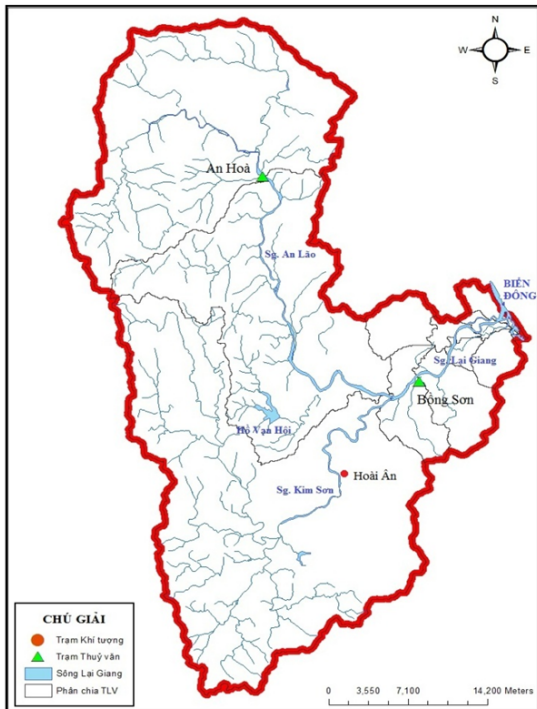 N
W E
S
An Hoà
Sg. An Lão
BIỂN
ĐÔNG
Sg. Lại Giang
Bồng Sơn
Hồ Vạn Hội
Hoài Ân
Sg. Kim Sơn
CHÚ GIẢI
Trạm Khí tượng
Trạm Thuỷ văn
Sông Lại Giang
Phân chia TLV
0 3,550 7,100 14,200 Meters